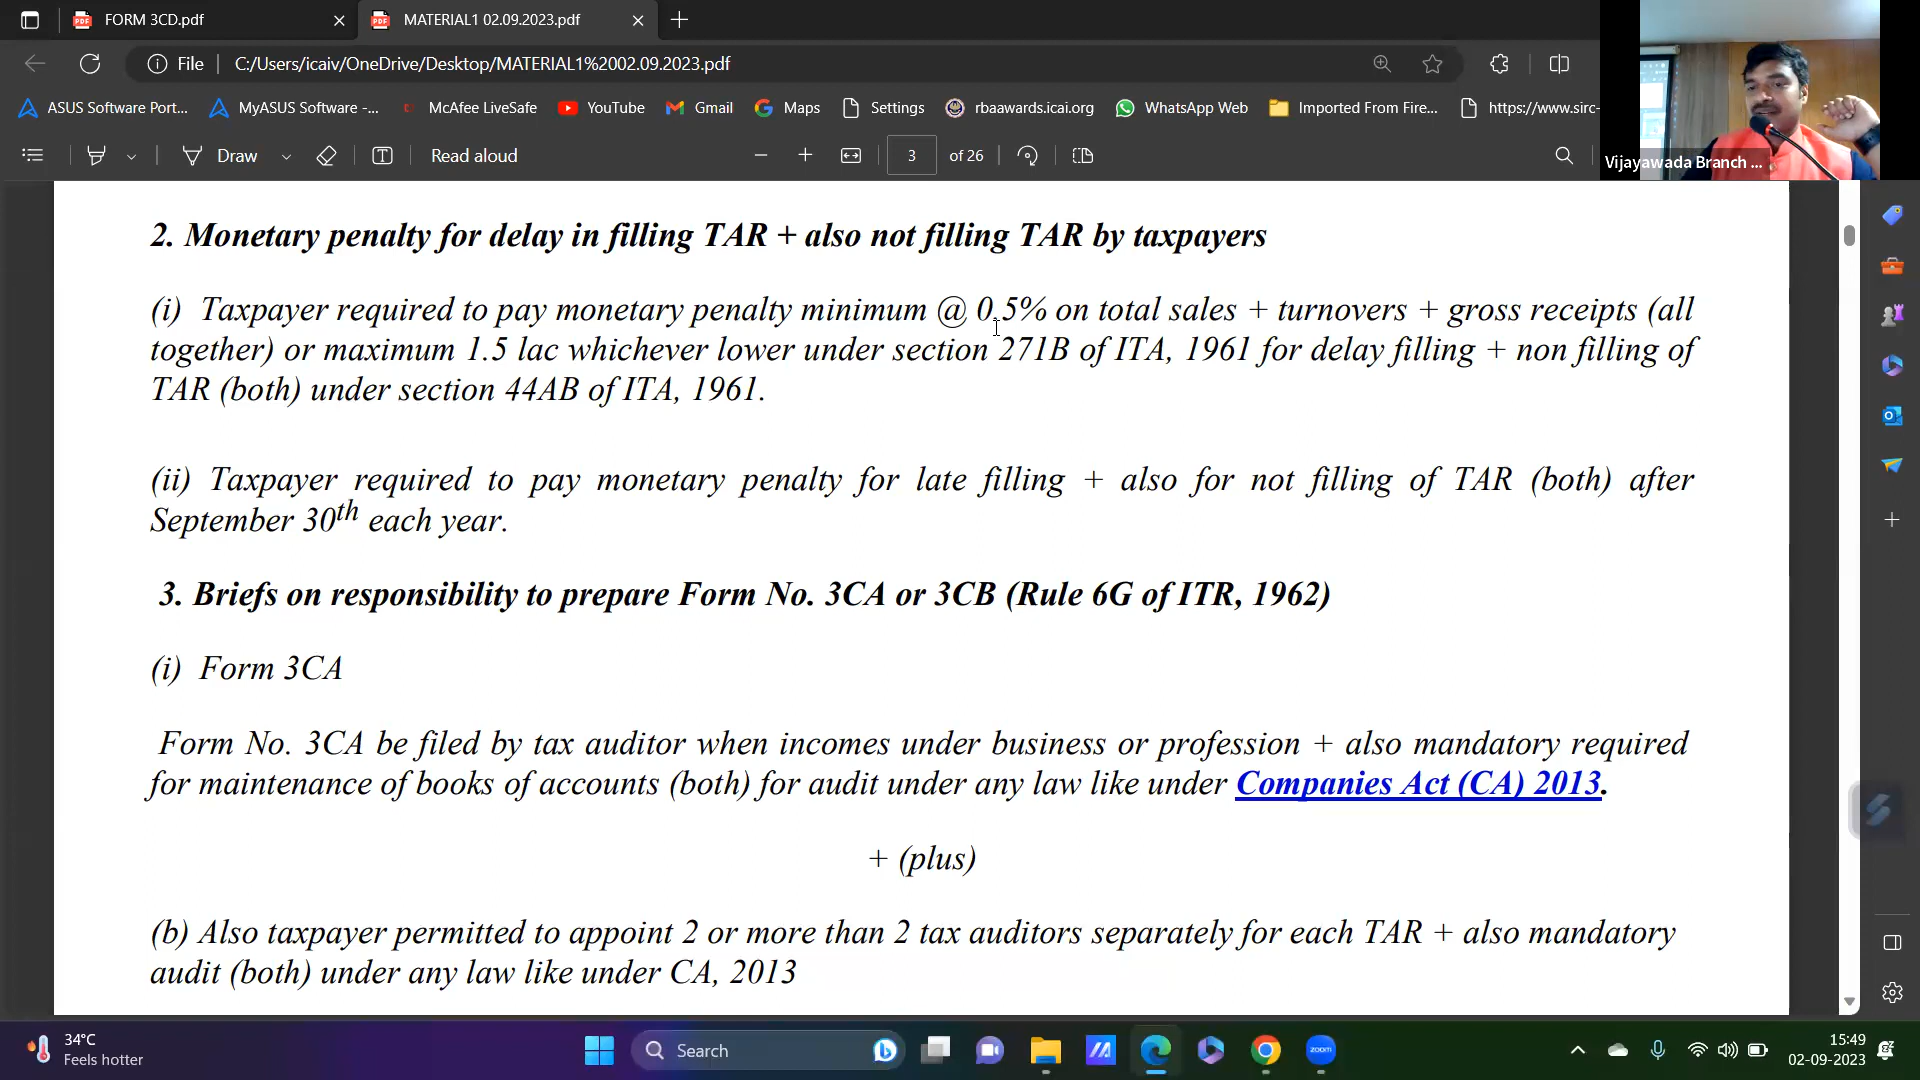 FORM 3CD.pdf
MATERIAL1 02.09.2023.pdf
File
C:/Users/icaiv/OneDrive/Desktop/MATERIAL1%2002.09.2023.pdf
ASUS Software Port...
MyASUS Software -...
McAfee LiveSafe
YouTube
Gmail
Maps
Settings
rbaawards.icai.org
WhatsApp Web
Imported From Fire...
https://www.sirc-
Draw
Read aloud
3
of 26
Vijayawada Branch ...
2. Monetary penalty for delay in filling TAR + also not filling TAR by taxpayers
(i) Taxpayer required to pay monetary penalty minimum @ 0.5% on total sales + turnovers + gross receipts (all
together) or maximum 1.5 lac whichever lower under section 271B of ITA, 1961 for delay filling + non filling of
TAR (both) under section 44AB of ITA, 1961.
(ii) Taxpayer required to pay monetary penalty for late filling + also for not filling of TAR (both) after
September 30th each year.
3. Briefs on responsibility to prepare Form No. 3CA or 3CB (Rule 6G of ITR, 1962)
(i) Form 3CA
Form No. 3CA be filed by tax auditor when incomes under business or profession + also mandatory required
for maintenance of books of accounts (both) for audit under any law like under Companies Act (CA) 2013.
+ (plus)
(b) Also taxpayer permitted to appoint 2 or more than 2 tax auditors separately for each TAR + also mandatory
audit (both) under any law like under CA, 2013
34°C
Feels hotter
Search
zoom
15:49
02-09-2023